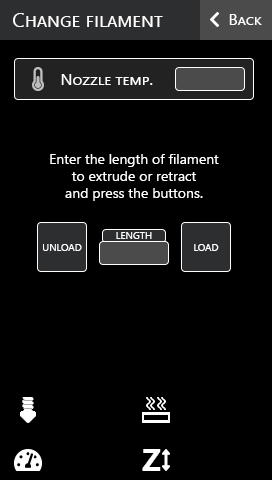 Change filament
Back
Nozzle temp.
Enter the length of filament
to extrude or retract
and press the buttons.
LENGTH
UNLOAD
LOAD
Z